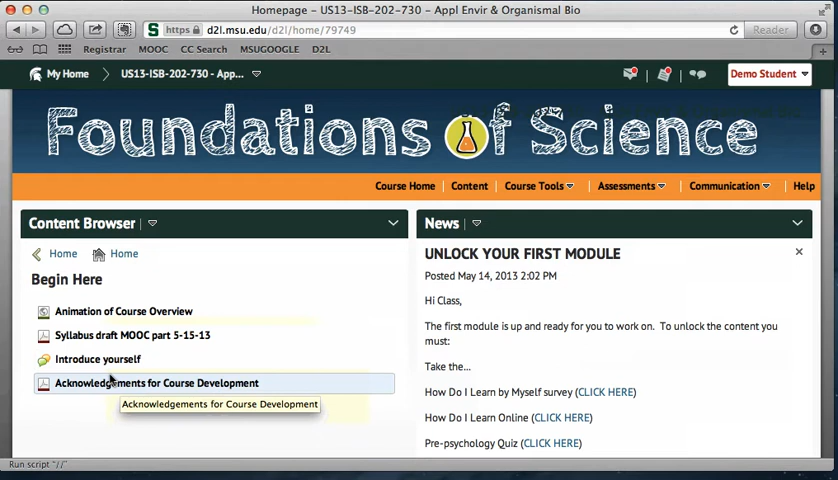 Homepage - US13-ISB-202-730 - Appl Envir & Organismal Bio
https d2l.msu.edu/d2l/home/79749
Reader
Registrar MOOC CC Search MSUGOOGLE D2L
My Home US13-ISB-202-730 - App... Demo Student
Foundations of Science
Course Home Content Course Tools Assessments Communication Help
Content Browser
Home Home
Begin Here
Animation of Course Overview
Syllabus draft MOOC part 5-15-13
Introduce yourself
Acknowledgements for Course Development
Acknowledgements for Course Development
News
UNLOCK YOUR FIRST MODULE
Posted May 14, 2013 2:02 PM
Hi Class,
The first module is up and ready for you to work on. To unlock the content you
must:
Take the...
How Do I Learn by Myself survey (CLICK HERE)
How Do I Learn Online (CLICK HERE)
Pre-psychology Quiz (CLICK HERE)
Run script "//"